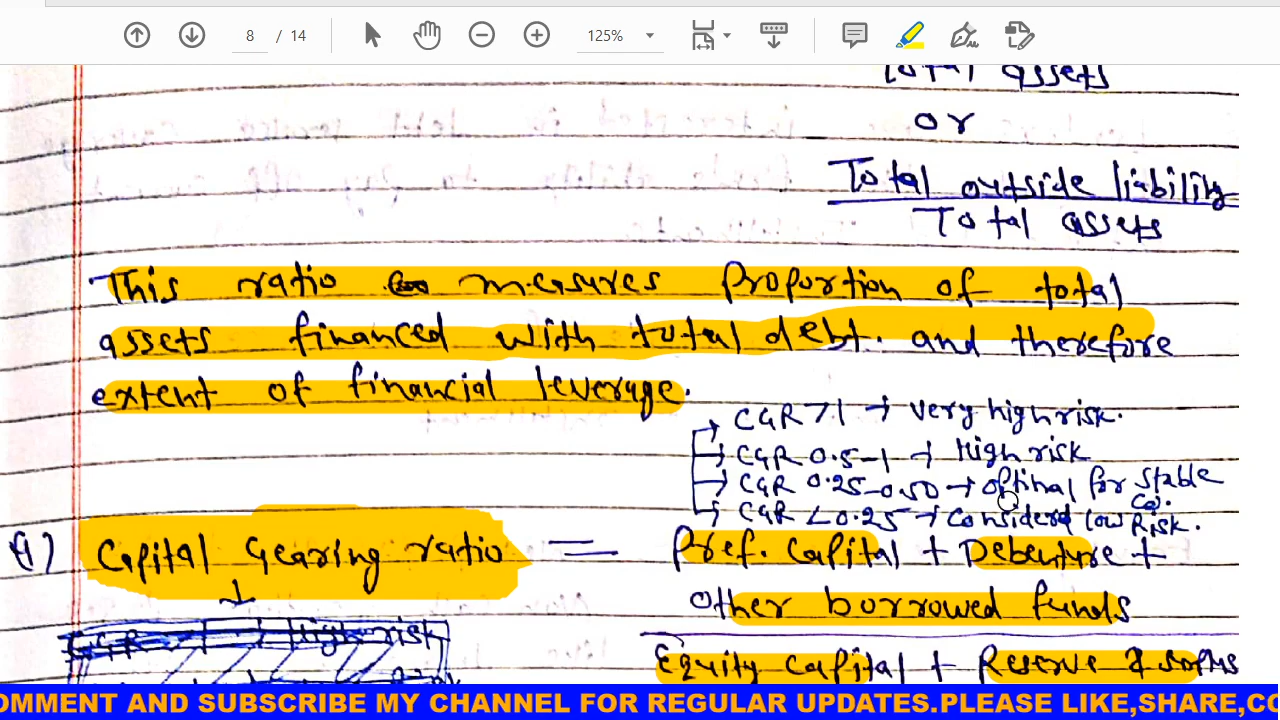 8 / 14 125%
Total assets
or
Total outside liability
Total assets
This ratio measures proportion of total
assets financed with total debt. and therefore
extent of financial leverage.
CGR >1 → very high risk.
CGR 0.5-1 → High risk
CGR 0.25-0.50 → optimal for stable
co.
CGR <0.25 → Considerd low Risk.
Capital Gearing ratio = Pref. Capital + Debenture +
Other borrowed funds
Equity capital + Reserve &
High risk
OMMENT AND SUBSCRIBE MY CHANNEL FOR REGULAR UPDATES.PLEASE LIKE,SHARE,CO